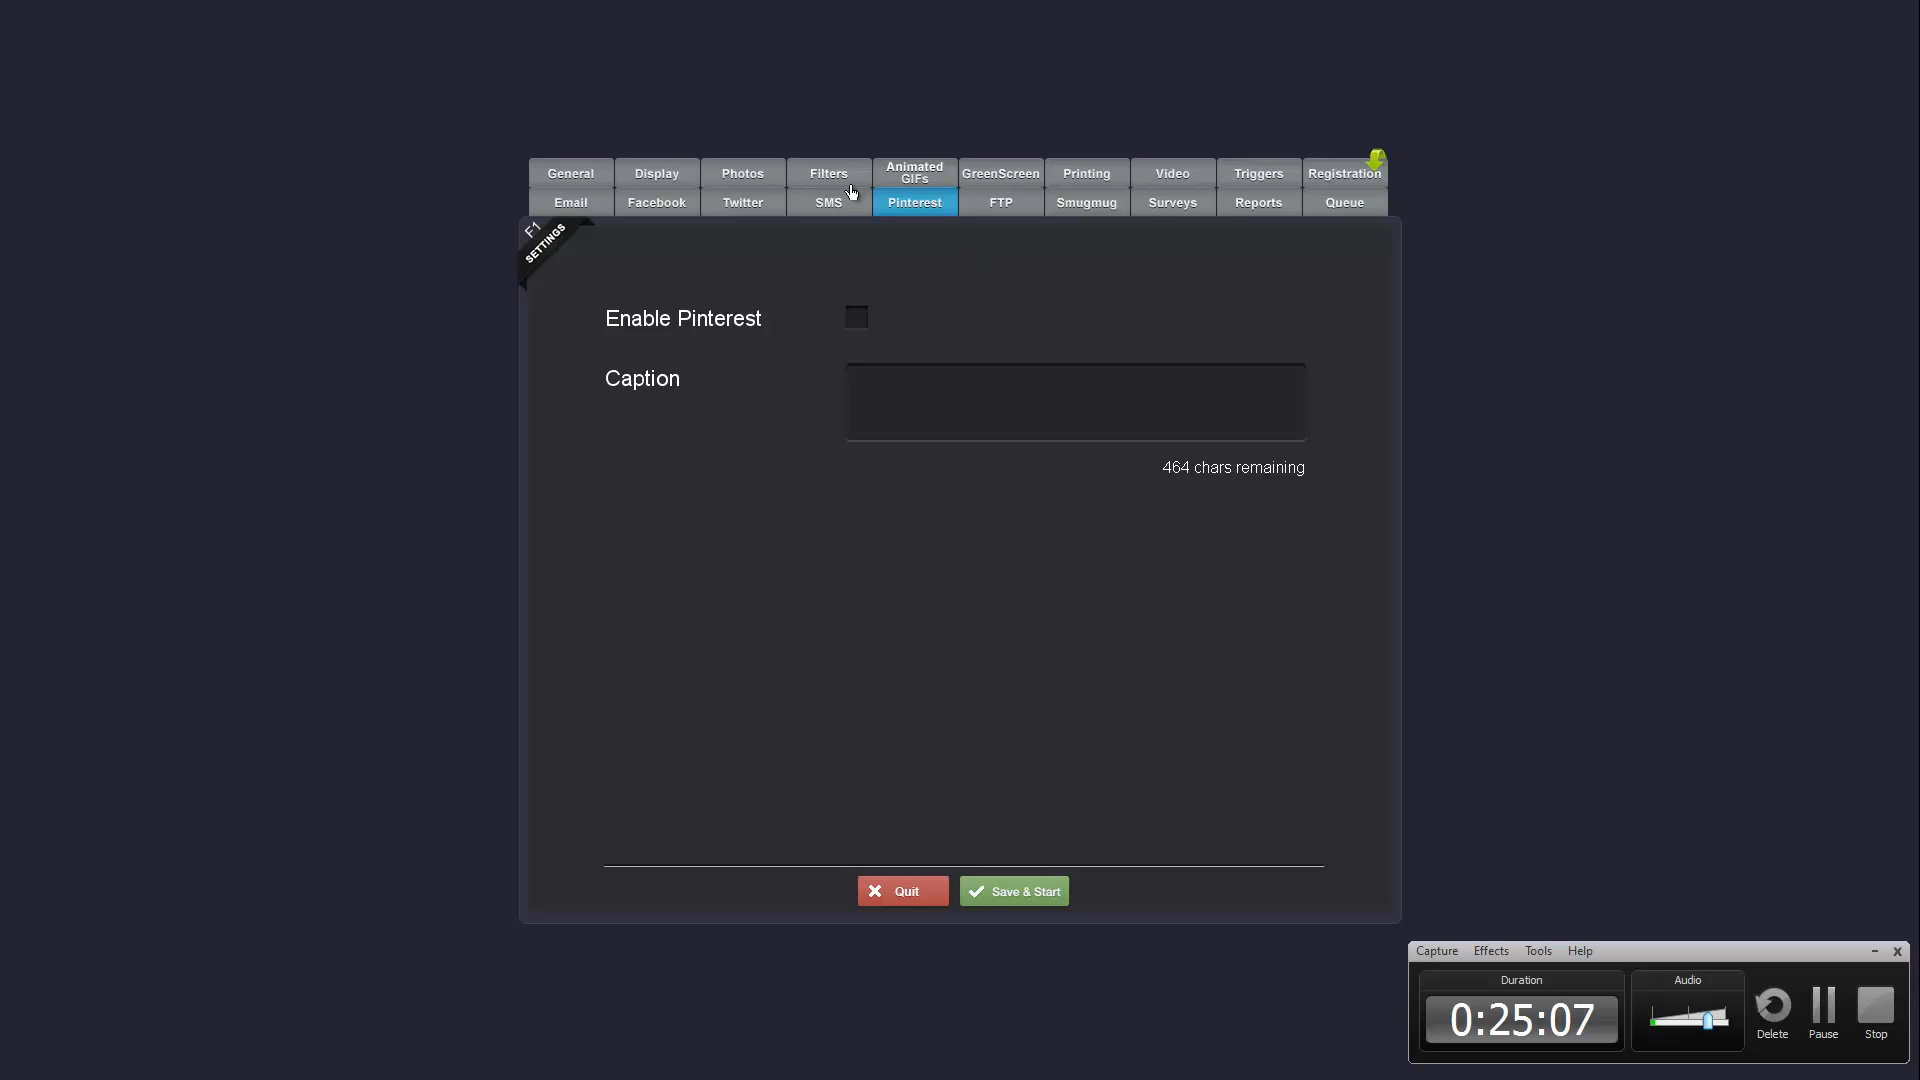 General Display Photos Filters Animated GIFs GreenScreen Printing Video Triggers Registration
Email Facebook Twitter SMS Pinterest FTP Smugmug Surveys Reports Queue
F1
SETTINGS
Enable Pinterest
Caption
464 chars remaining
Quit Save & Start
Capture Effects Tools Help
Duration Audio
0:25:07
Delete Pause Stop